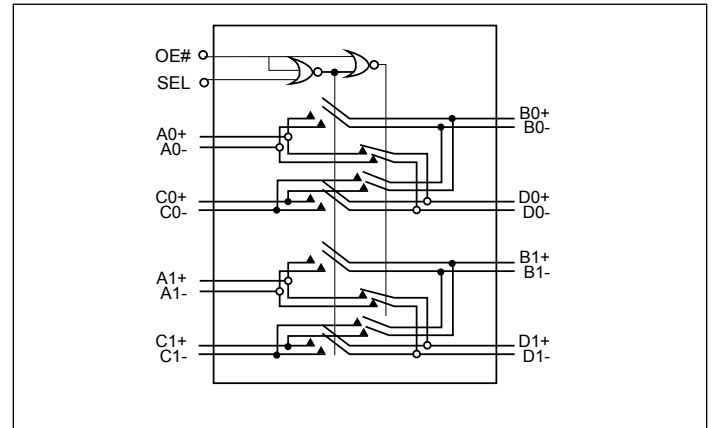 OE#
SEL
B0+
B0-
A0+
A0-
C0+
C0-
D0+
D0-
B1+
B1-
A1+
A1-
C1+
C1-
D1+
D1-